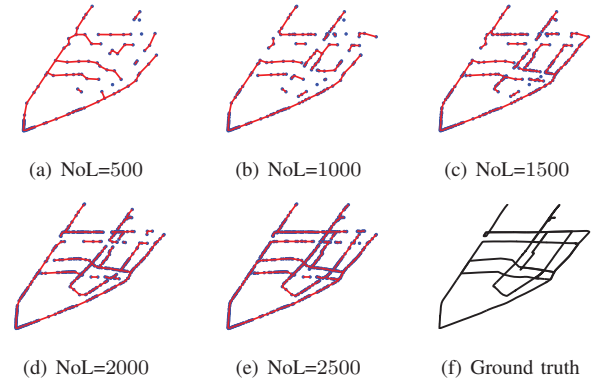 (a) NoL=500
(b) NoL=1000
(c) NoL=1500
(d) NoL=2000
(e) NoL=2500
(f) Ground truth